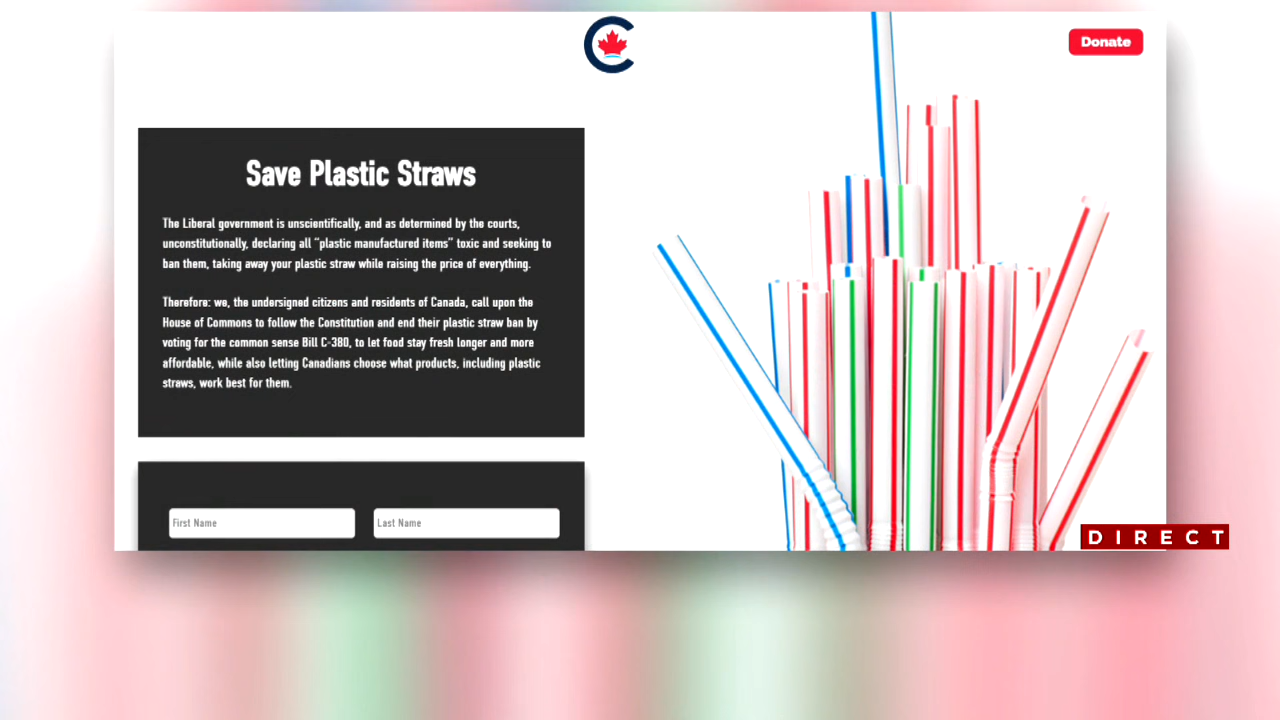 Donate
Save Plastic Straws
The Liberal government is unscientifically, and as determined by the courts,
unconstitutionally, declaring all “plastic manufactured items” toxic and seeking to
ban them, taking away your plastic straw while raising the price of everything.
Therefore: we, the undersigned citizens and residents of Canada, call upon the
House of Commons to follow the Constitution and end their plastic straw ban by
voting for the common sense Bill C-380, to let food stay fresh longer and more
affordable, while also letting Canadians choose what products, including plastic
straws, work best for them.
First Name
Last Name
DIRECT